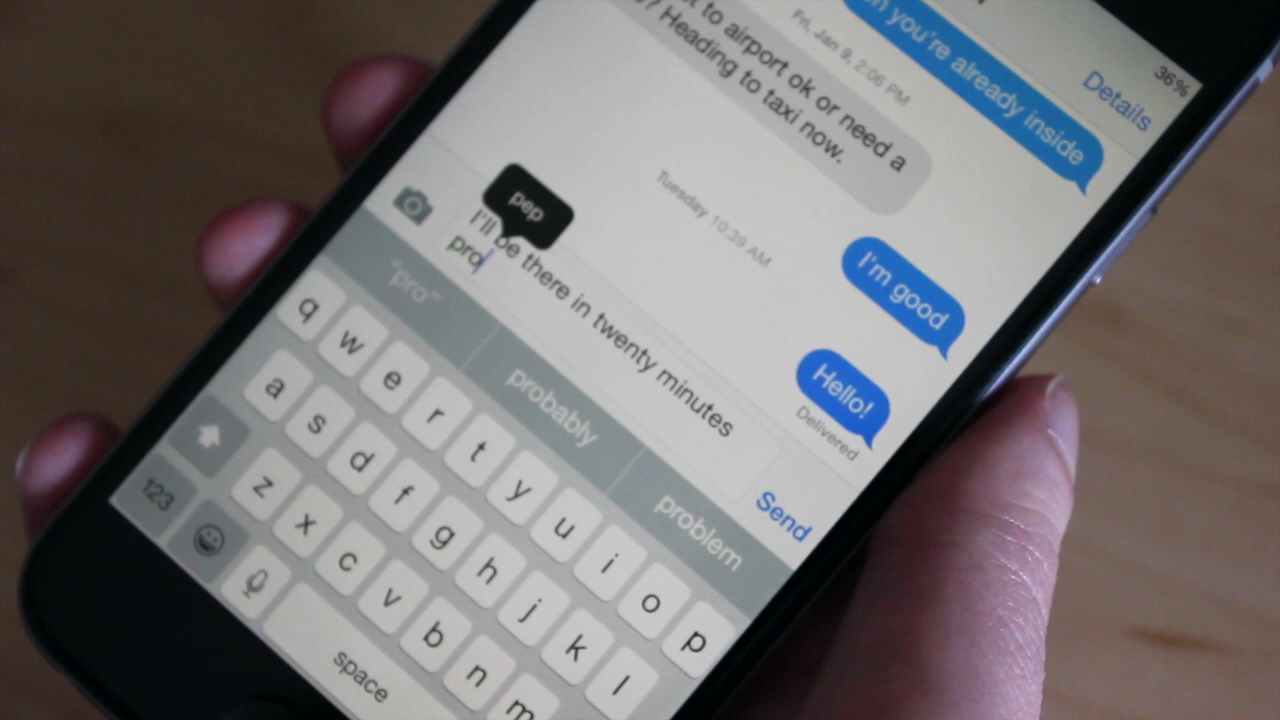 36%
Details
you're already inside
Fri, Jan 9, 2:06 PM
to airport ok or need a
? Heading to taxi now.
Tuesday 10:39 AM
I'm good
Hello!
Delivered
pep
I'll be there in twenty minutes
pro
Send
"pro" probably problem
q w e r t y u i o p
a s d f g h j k l
z x c v b n m
123 space